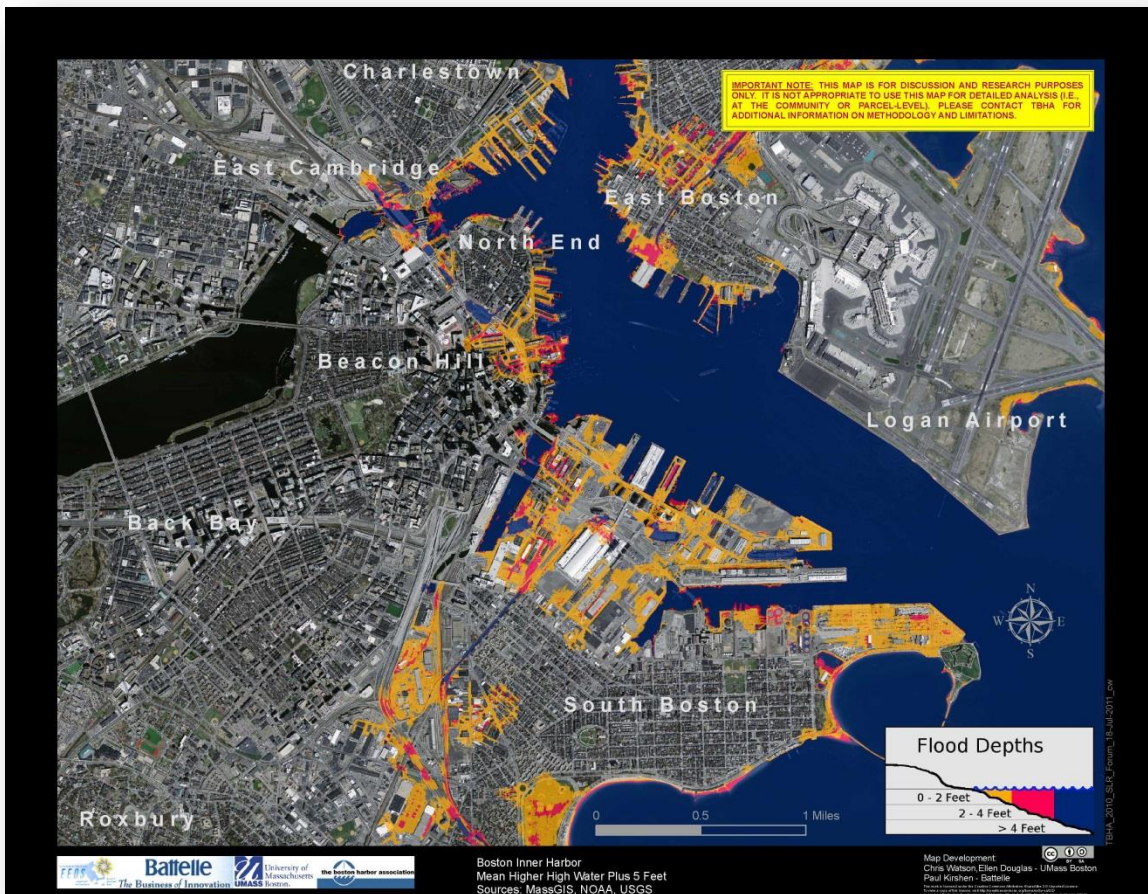 Charlestown
IMPORTANT NOTE: THIS MAP IS FOR DISCUSSION AND RESEARCH PURPOSES
ONLY. IT IS NOT APPROPRIATE TO USE THIS MAP FOR DETAILED ANALYSIS (I.E.,
AT THE COMMUNITY OR PARCEL-LEVEL). PLEASE CONTACT TBHA FOR
ADDITIONAL INFORMATION ON METHODOLOGY AND LIMITATIONS.
East Cambridge
East Boston
North End
Beacon Hill
Logan Airport
Back Bay
N
W E
S
South Boston
Flood Depths
0 - 2 Feet
2 - 4 Feet
> 4 Feet
Roxbury
0 0.5 1 Miles
TBHA_2010_SLR_Forum_18-Jul-2011_cw
Battelle
The Business of Innovation
UMASS
University of
Massachusetts
Boston
the boston harbor association
Boston Inner Harbor
Mean Higher High Water Plus 5 Feet
Sources: MassGIS, NOAA, USGS
cc
BY SA
Map Development:
Chris Watson, Ellen Douglas - UMass Boston
Paul Kirshen - Battelle